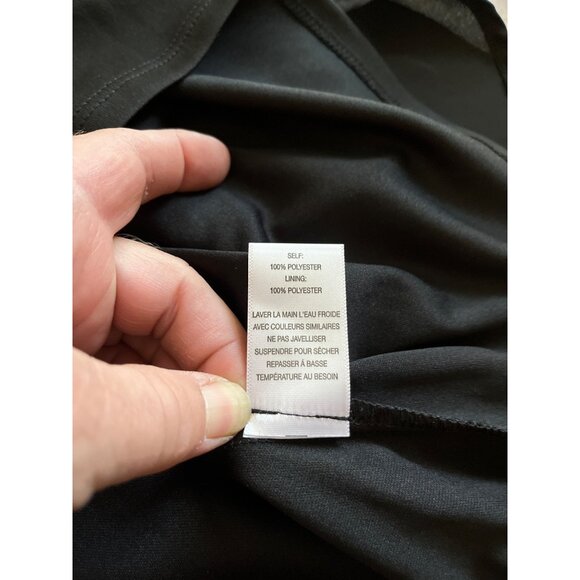 SELF:
100% POLYESTER
LINING:
100% POLYESTER
LAVER LA MAIN L'EAU FROIDE
AVEC COULEURS SIMILAIRES
NE PAS JAVELLISER
SUSPENDRE POUR SÉCHER
REPASSER À BASSE
TEMPÉRATURE AU BESOIN